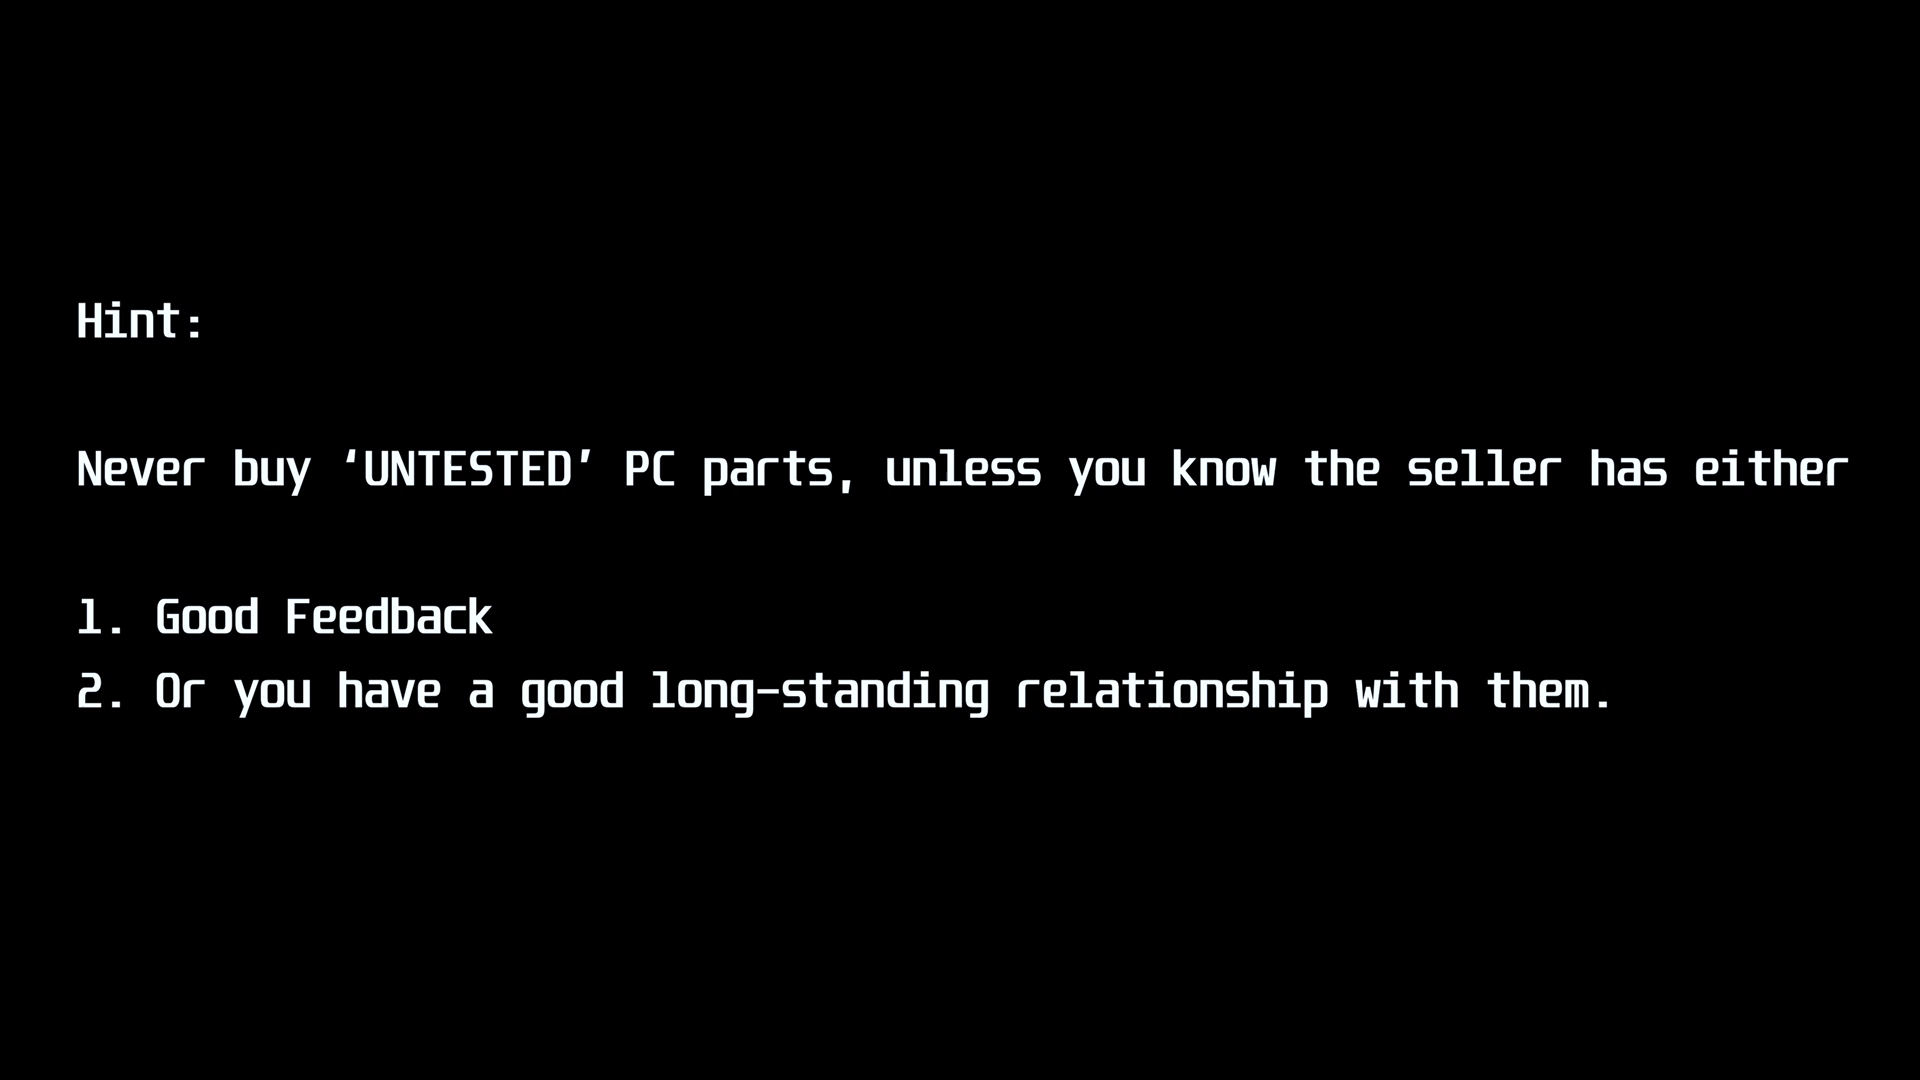 Hint:
Never buy ‘UNTESTED’ PC parts, unless you know the seller has either
1. Good Feedback
2. Or you have a good long-standing relationship with them.